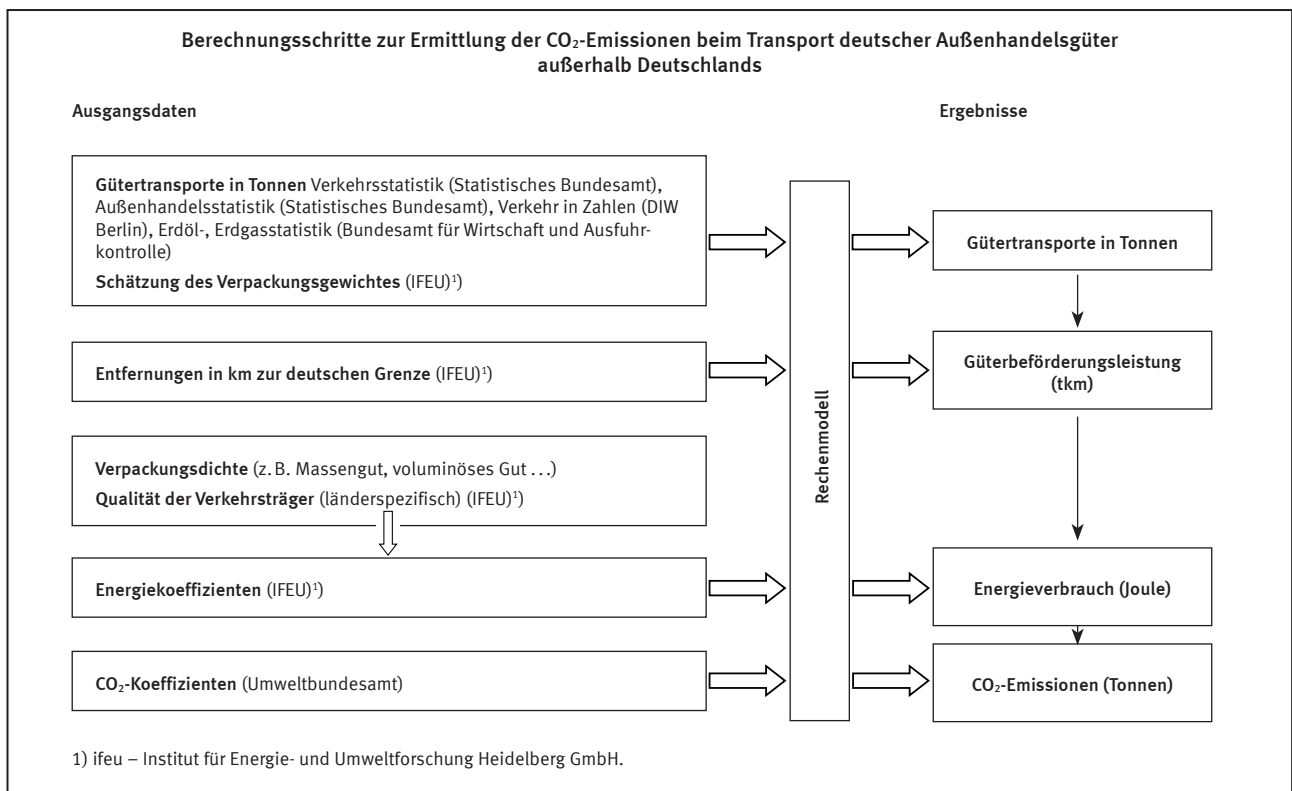 Berechnungsschritte zur Ermittlung der CO₂-Emissionen beim Transport deutscher Außenhandelsgüter
außerhalb Deutschlands
Ausgangsdaten
Ergebnisse
Gütertransporte in Tonnen Verkehrsstatistik (Statistisches Bundesamt),
Außenhandelsstatistik (Statistisches Bundesamt), Verkehr in Zahlen (DIW
Berlin), Erdöl-, Erdgasstatistik (Bundesamt für Wirtschaft und Ausfuhr-
kontrolle)
Schätzung des Verpackungsgewichtes (IFEU)¹)
Gütertransporte in Tonnen
Entfernungen in km zur deutschen Grenze (IFEU)¹)
Güterbeförderungsleistung
(tkm)
Rechenmodell
Verpackungsdichte (z. B. Massengut, voluminöses Gut . . .)
Qualität der Verkehrsträger (länderspezifisch) (IFEU)¹)
Energiekoeffizienten (IFEU)¹)
Energieverbrauch (Joule)
CO₂-Koeffizienten (Umweltbundesamt)
CO₂-Emissionen (Tonnen)
1) ifeu – Institut für Energie- und Umweltforschung Heidelberg GmbH.